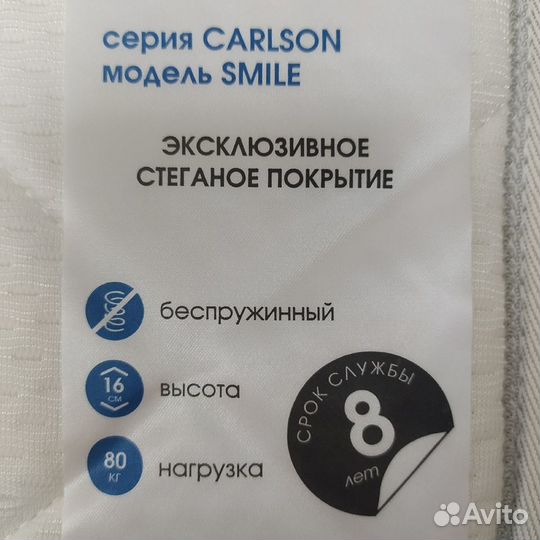 серия CARLSON
модель SMILE
ЭКСКЛЮЗИВНОЕ
СТЕГАНОЕ ПОКРЫТИЕ
беспружинный
16
СМ
высота
80
КГ
нагрузка
СРОК СЛУЖБЫ
8
лет
Avito